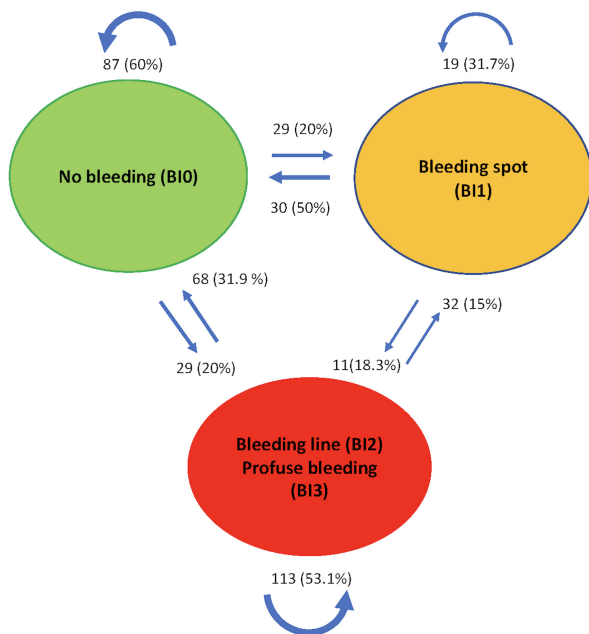 87 (60%)
19 (31.7%)
29 (20%)
No bleeding (BI0)
Bleeding spot
(BI1)
30 (50%)
68 (31.9 %)
32 (15%)
29 (20%)
11(18.3%)
Bleeding line (BI2)
Profuse bleeding
(BI3)
113 (53.1%)